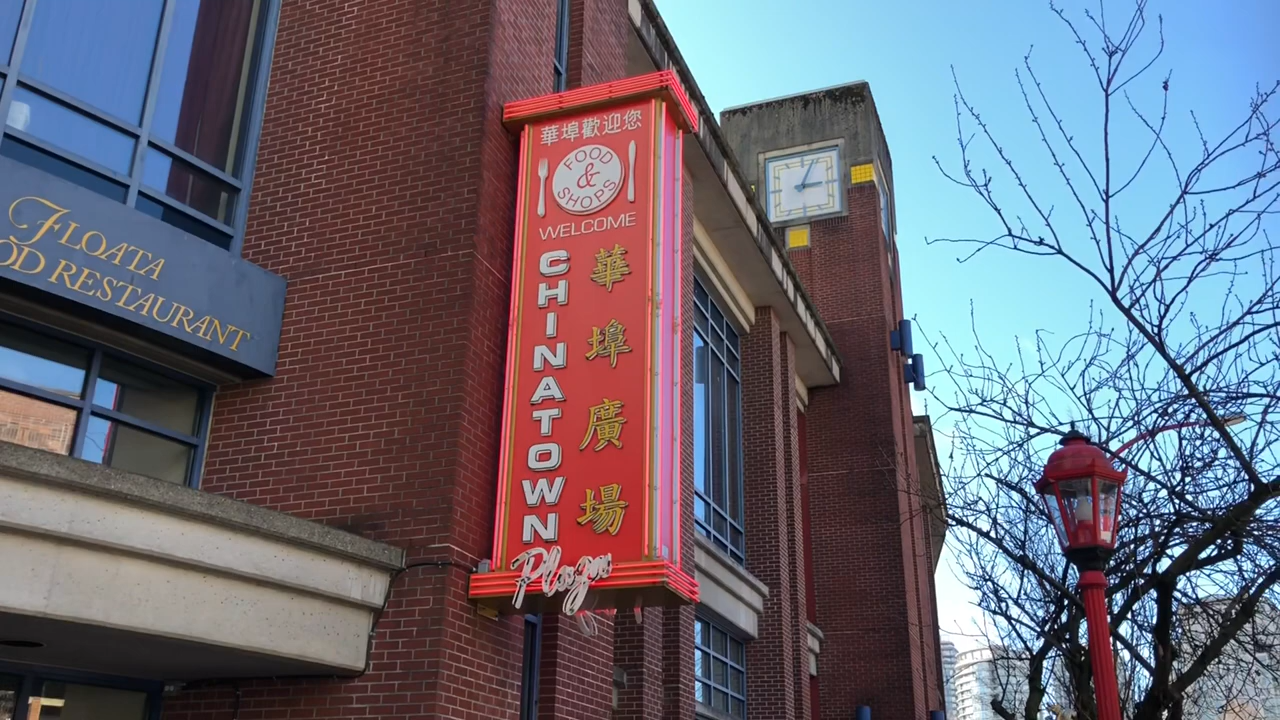 FLOATA
OD RESTAURANT
華埠歡迎您
FOOD
&
SHOPS
WELCOME
CHINATOWN
華埠廣場
Plaza